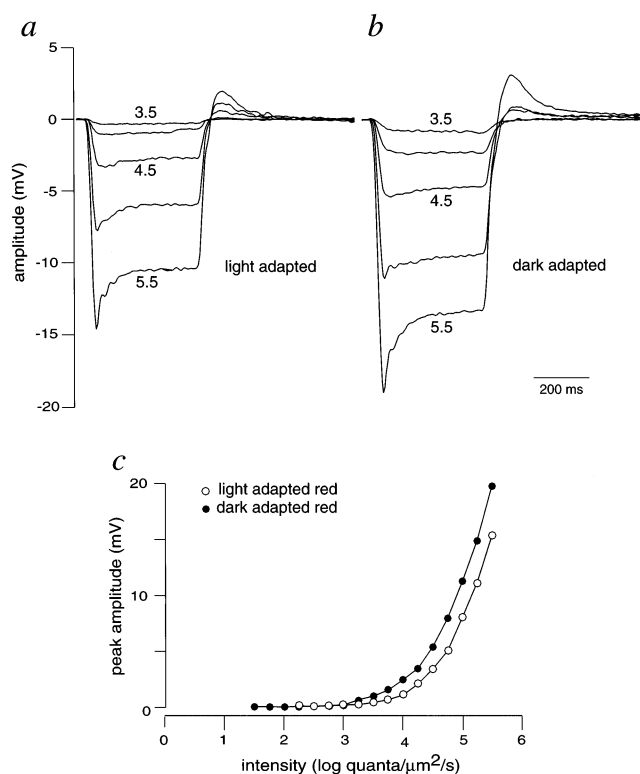 a
b
5
0
-5
-10
-15
-20
amplitude (mV)
3.5
4.5
5.5
light adapted
3.5
4.5
5.5
dark adapted
200 ms
c
light adapted red
dark adapted red
20
10
0
peak amplitude (mV)
0 1 2 3 4 5 6
intensity (log quanta/μm²/s)